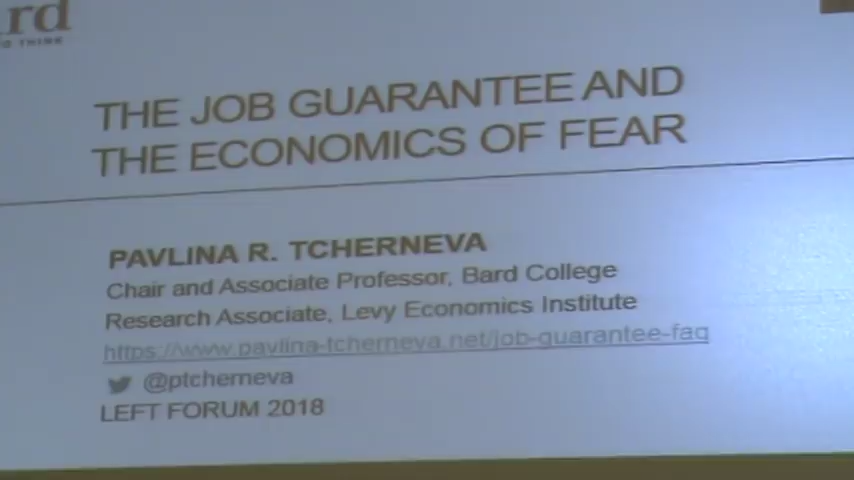 THE JOB GUARANTEE AND
THE ECONOMICS OF FEAR
PAVLINA R. TCHERNEVA
Chair and Associate Professor, Bard College
Research Associate, Levy Economics Institute
https://www.pavlina-tcherneva.net/job-guarantee-faq
@ptcherneva
LEFT FORUM 2018